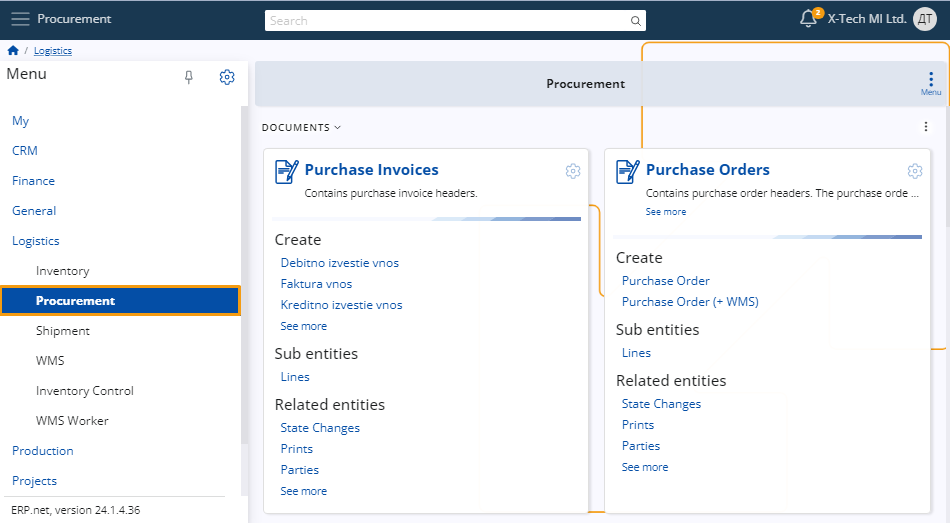 Procurement
Search
2
X-Tech MI Ltd.
ДТ
/ Logistics
Menu
My
CRM
Finance
General
Logistics
Inventory
Procurement
Shipment
WMS
Inventory Control
WMS Worker
Production
Projects
ERP.net, version 24.1.4.36
Procurement
Menu
DOCUMENTS
Purchase Invoices
Contains purchase invoice headers.
Create
Debitno izvestie vnos
Faktura vnos
Kreditno izvestie vnos
See more
Sub entities
Lines
Related entities
State Changes
Prints
Parties
See more
Purchase Orders
Contains purchase order headers. The purchase orde ...
See more
Create
Purchase Order
Purchase Order (+ WMS)
Sub entities
Lines
Related entities
State Changes
Prints
Parties
See more